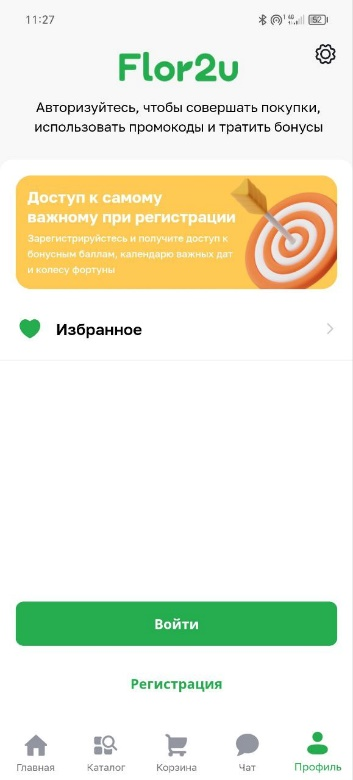 11:27
52
Flor2u
Авторизуйтесь, чтобы совершать покупки,
использовать промокоды и тратить бонусы
Доступ к самому
важному при регистрации
Зарегистрируйтесь и получите доступ к
бонусным баллам, календарю важных дат
и колесу фортуны
Избранное
Войти
Регистрация
Главная
Каталог
Корзина
Чат
Профиль